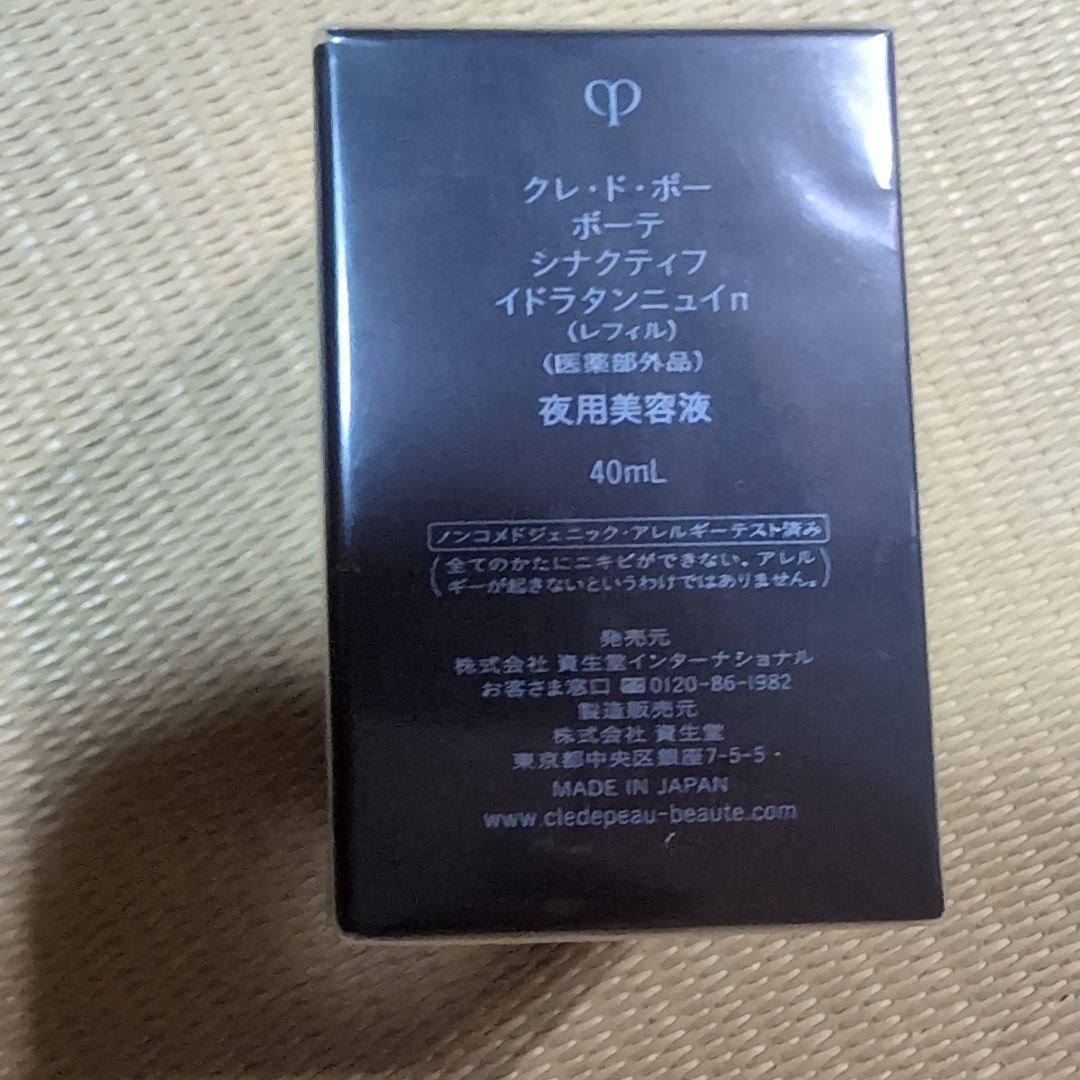 クレ・ド・ポー
ボーテ
シナクティフ
イドラタンニュイn
(レフィル)
(医薬部外品)
夜用美容液
40mL
ノンコメドジェニック・アレルギーテスト済み
(全てのかたにニキビができない。アレル
ギーが起きないというわけではありません。)
発売元
株式会社 資生堂インターナショナル
お客さま窓口 0120-86-1982
製造販売元
株式会社 資生堂
東京都中央区銀座7-5-5
MADE IN JAPAN
www.cledepeau-beaute.com